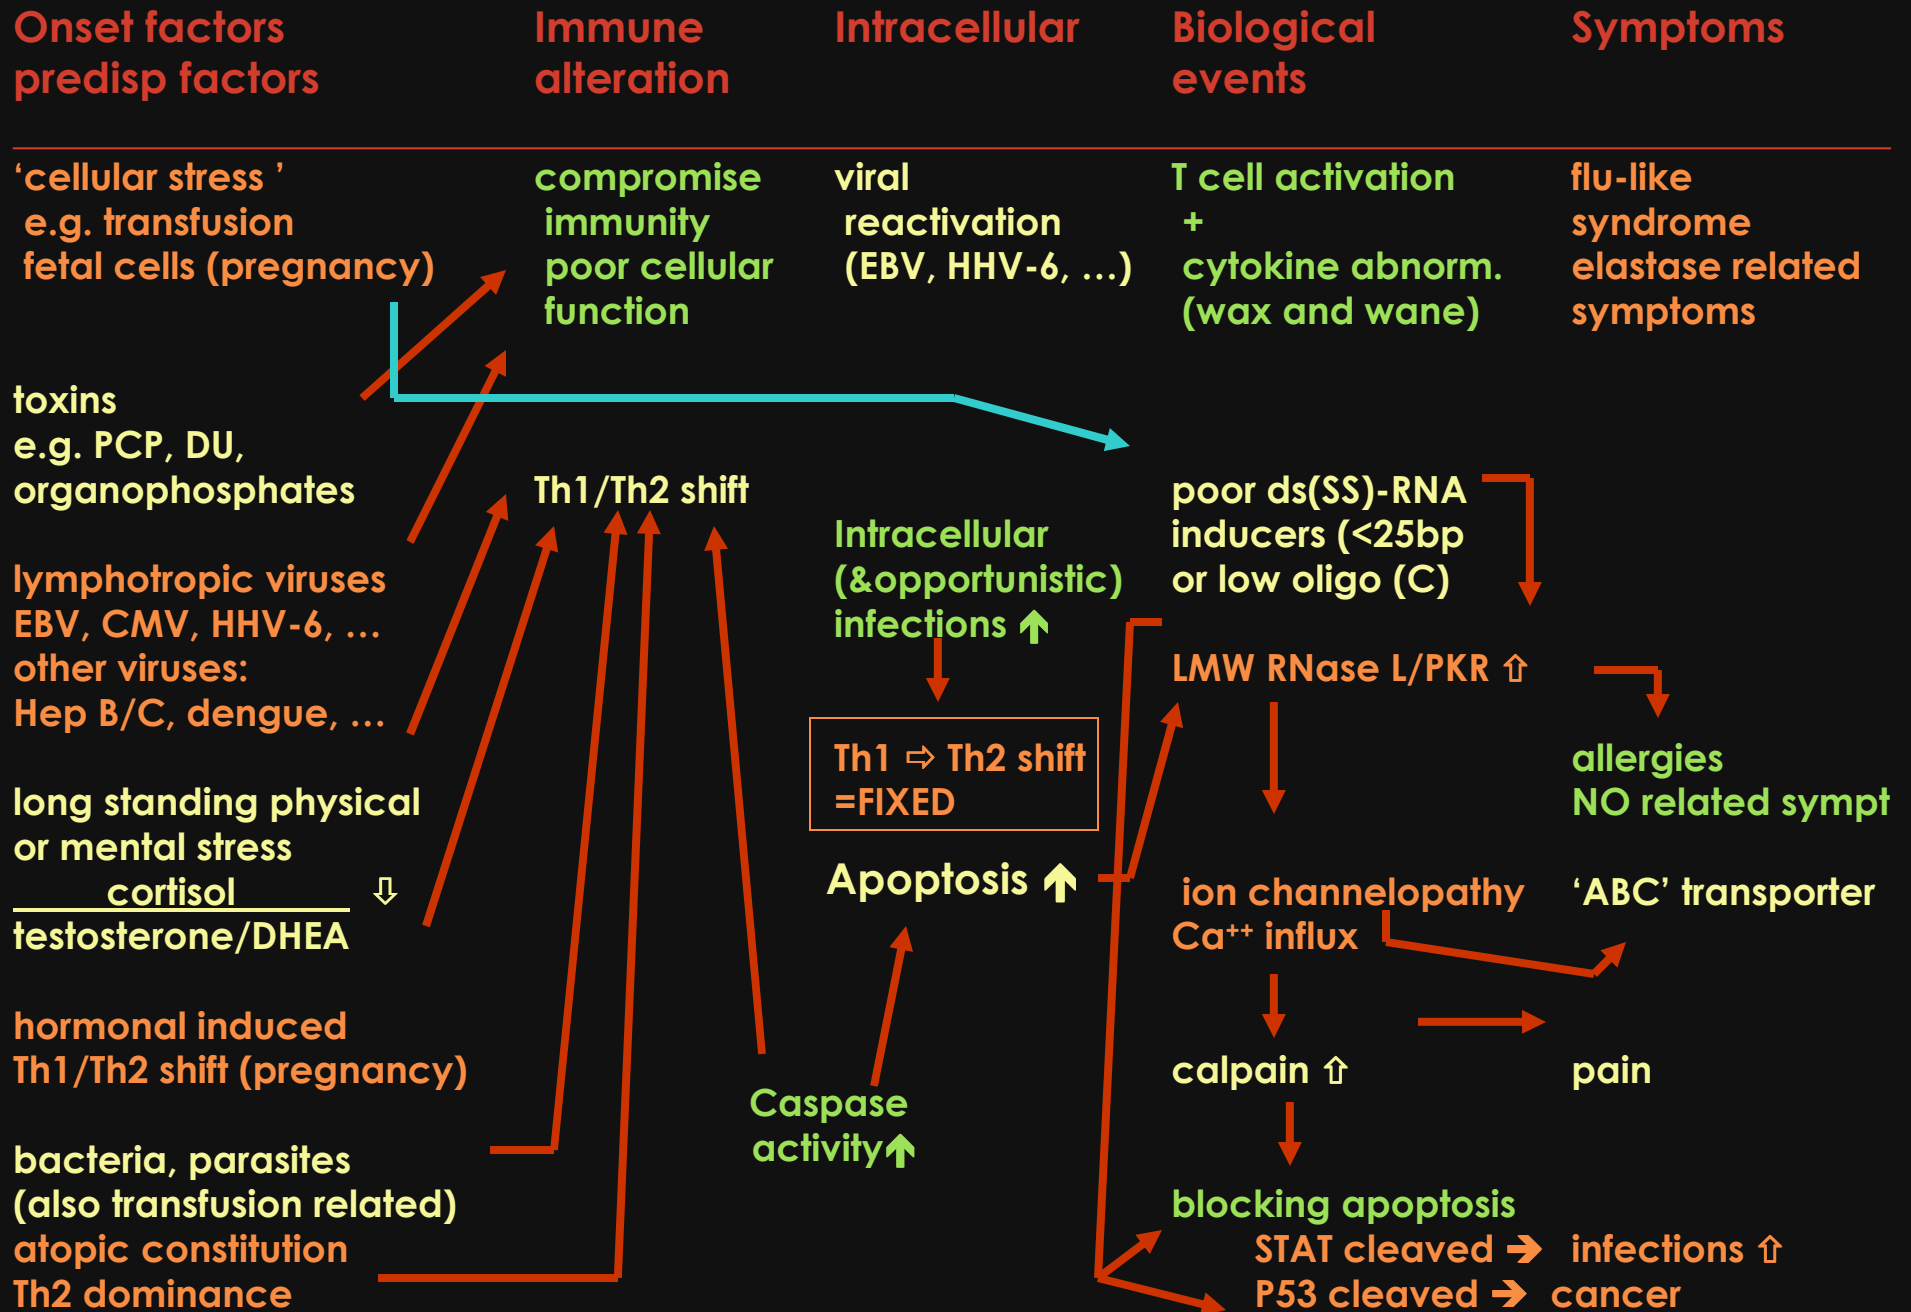 Onset factors
predisp factors
Immune
alteration
Intracellular
Biological
events
Symptoms
‘cellular stress ’
e.g. transfusion
fetal cells (pregnancy)
compromise
immunity
poor cellular
function
viral
reactivation
(EBV, HHV-6, …)
T cell activation
+
cytokine abnorm.
(wax and wane)
flu-like
syndrome
elastase related
symptoms
toxins
e.g. PCP, DU,
organophosphates
Th1/Th2 shift
Intracellular
(&opportunistic)
infections ⬆
poor ds(SS)-RNA
inducers (<25bp
or low oligo (C)
lymphotropic viruses
EBV, CMV, HHV-6, …
other viruses:
Hep B/C, dengue, …
LMW RNase L/PKR ⇧
Th1 ⇨ Th2 shift
=FIXED
allergies
NO related sympt
long standing physical
or mental stress
cortisol ⇩
testosterone/DHEA
Apoptosis ⬆
ion channelopathy
Ca⁺⁺ influx
‘ABC’ transporter
hormonal induced
Th1/Th2 shift (pregnancy)
Caspase
activity⬆
calpain ⇧
pain
bacteria, parasites
(also transfusion related)
atopic constitution
Th2 dominance
blocking apoptosis
STAT cleaved ➔ infections ⇧
P53 cleaved ➔ cancer